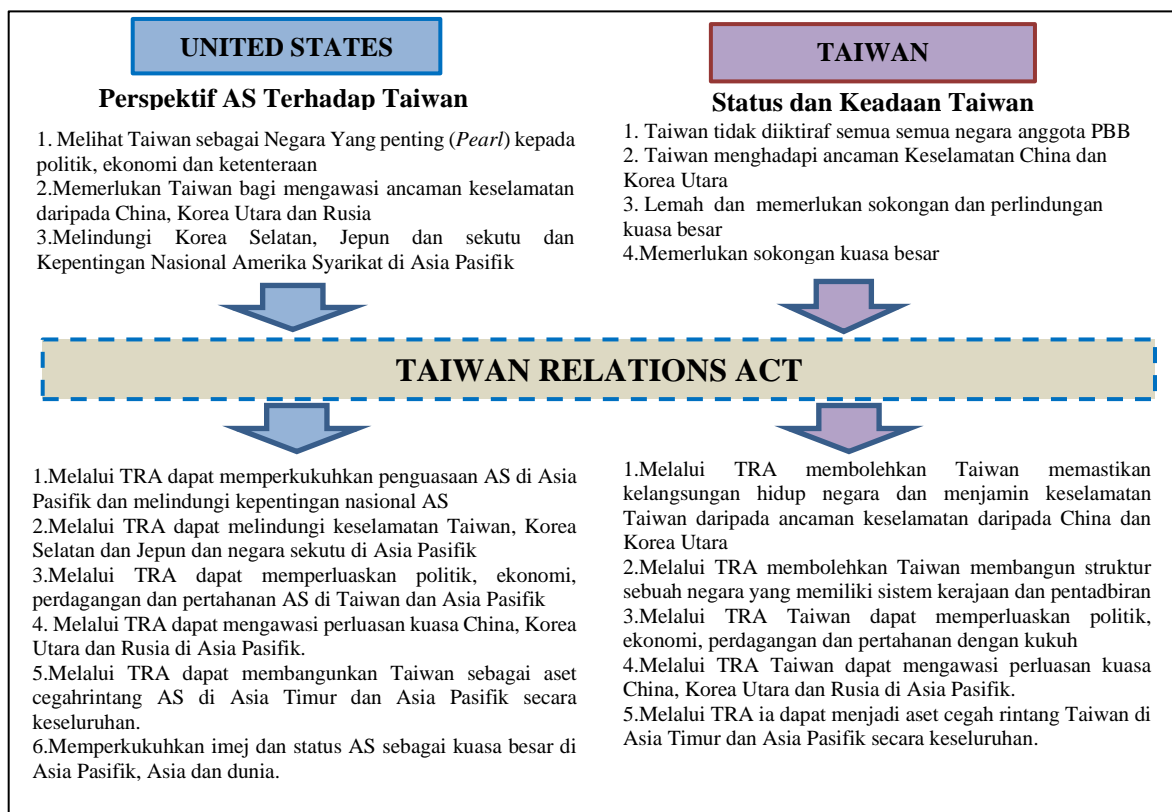 UNITED STATES
Perspektif AS Terhadap Taiwan
1. Melihat Taiwan sebagai Negara Yang penting (Pearl) kepada
politik, ekonomi dan ketenteraan
2.Memerlukan Taiwan bagi mengawasi ancaman keselamatan
daripada China, Korea Utara dan Rusia
3.Melindungi Korea Selatan, Jepun dan sekutu dan
Kepentingan Nasional Amerika Syarikat di Asia Pasifik
TAIWAN
Status dan Keadaan Taiwan
1. Taiwan tidak diiktiraf semua semua negara anggota PBB
2. Taiwan menghadapi ancaman Keselamatan China dan
Korea Utara
3. Lemah dan memerlukan sokongan dan perlindungan
kuasa besar
4.Memerlukan sokongan kuasa besar
TAIWAN RELATIONS ACT
1.Melalui TRA dapat memperkukuhkan penguasaan AS di Asia
Pasifik dan melindungi kepentingan nasional AS
2.Melalui TRA dapat melindungi keselamatan Taiwan, Korea
Selatan dan Jepun dan negara sekutu di Asia Pasifik
3.Melalui TRA dapat memperluaskan politik, ekonomi,
perdagangan dan pertahanan AS di Taiwan dan Asia Pasifik
4. Melalui TRA dapat mengawasi perluasan kuasa China, Korea
Utara dan Rusia di Asia Pasifik.
5.Melalui TRA dapat membangunkan Taiwan sebagai aset
cegahrintang AS di Asia Timur dan Asia Pasifik secara
keseluruhan.
6.Memperkukuhkan imej dan status AS sebagai kuasa besar di
Asia Pasifik, Asia dan dunia.
1.Melalui TRA membolehkan Taiwan memastikan
kelangsungan hidup negara dan menjamin keselamatan
Taiwan daripada ancaman keselamatan daripada China dan
Korea Utara
2.Melalui TRA membolehkan Taiwan membangun struktur
sebuah negara yang memiliki sistem kerajaan dan pentadbiran
3.Melalui TRA Taiwan dapat memperluaskan politik,
ekonomi, perdagangan dan pertahanan dengan kukuh
4.Melalui TRA Taiwan dapat mengawasi perluasan kuasa
China, Korea Utara dan Rusia di Asia Pasifik.
5.Melalui TRA ia dapat menjadi aset cegah rintang Taiwan di
Asia Timur dan Asia Pasifik secara keseluruhan.